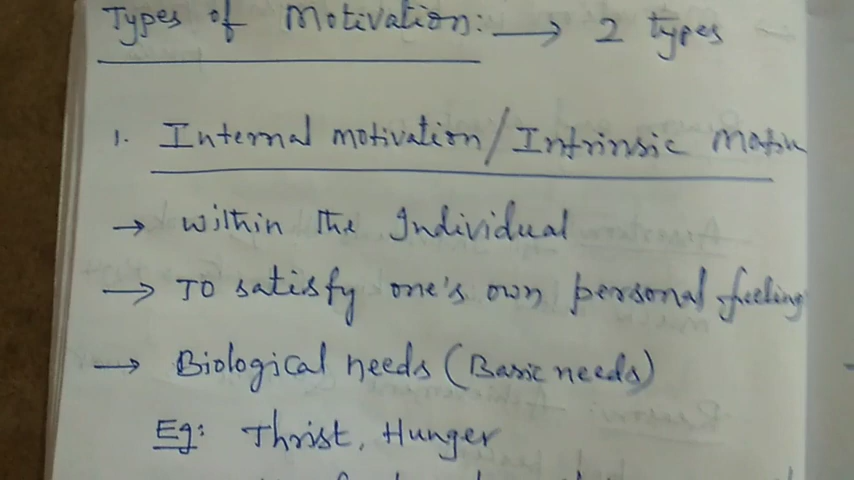 Types of Motivation: → 2 types
1. Internal motivation/Intrinsic Motiv
→ within the Individual
→ To satisfy one's own personal feeling
→ Biological needs (Basic needs)
Eg: Thrist, Hunger